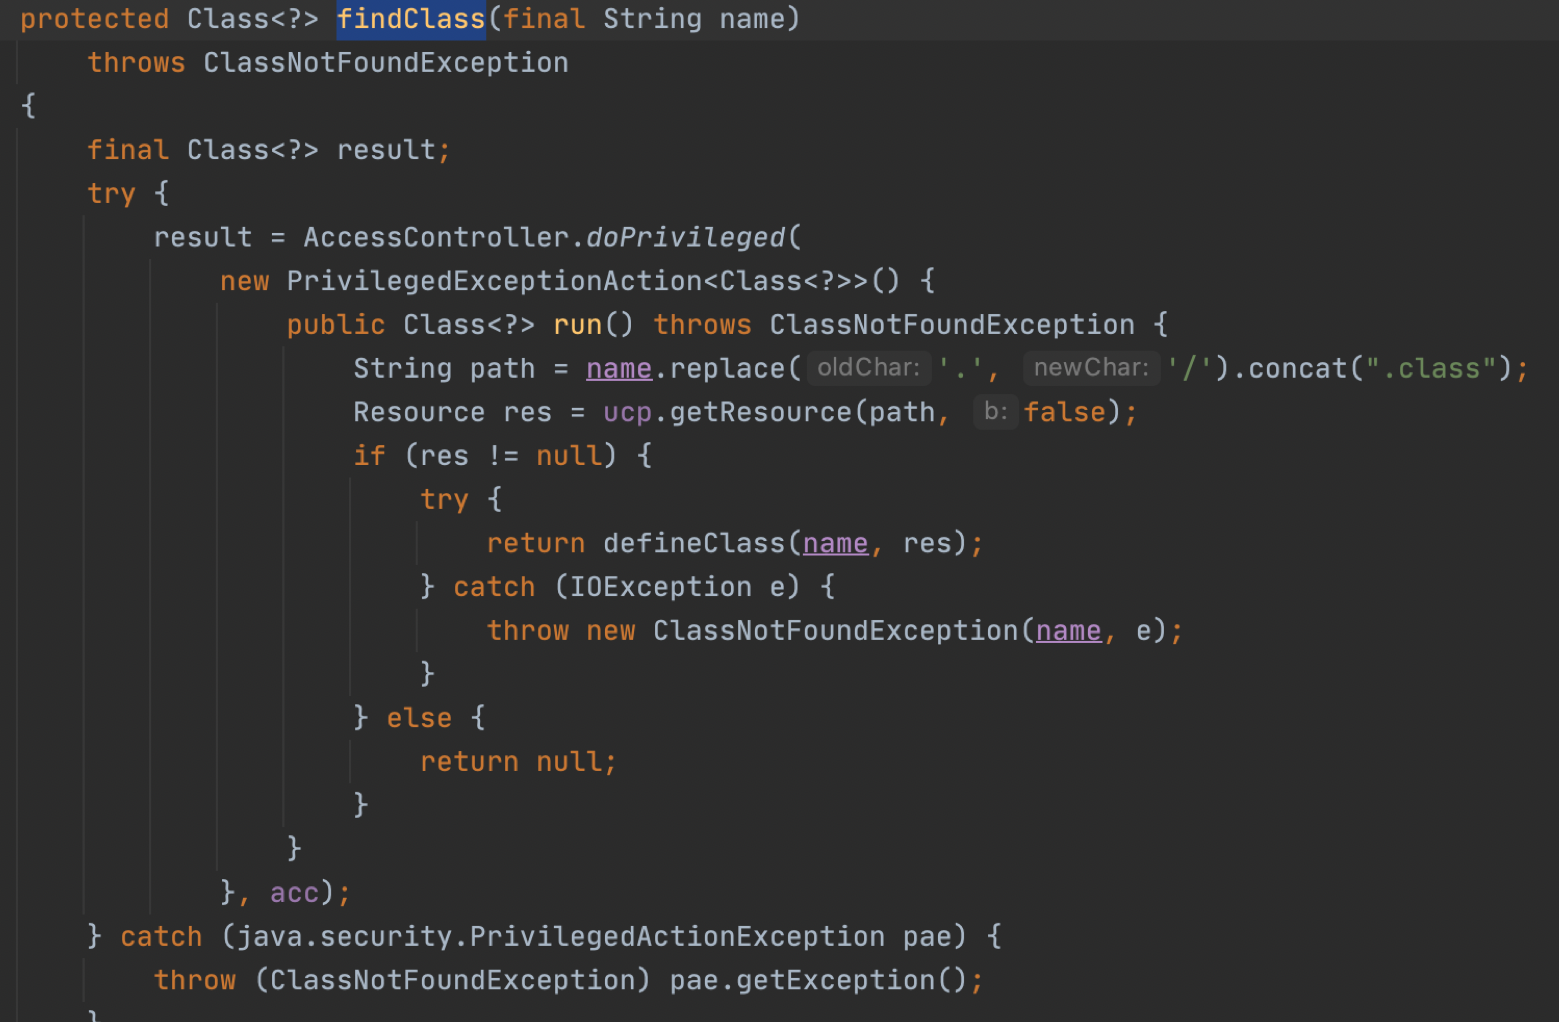 protected Class<?> findClass(final String name)
    throws ClassNotFoundException
{
    final Class<?> result;
    try {
        result = AccessController.doPrivileged(
            new PrivilegedExceptionAction<Class<?>>() {
                public Class<?> run() throws ClassNotFoundException {
                    String path = name.replace( oldChar: '.', newChar: '/').concat(".class");
                    Resource res = ucp.getResource(path, b: false);
                    if (res != null) {
                        try {
                            return defineClass(name, res);
                        } catch (IOException e) {
                            throw new ClassNotFoundException(name, e);
                        }
                    } else {
                        return null;
                    }
                }
            }, acc);
    } catch (java.security.PrivilegedActionException pae) {
        throw (ClassNotFoundException) pae.getException();
    }